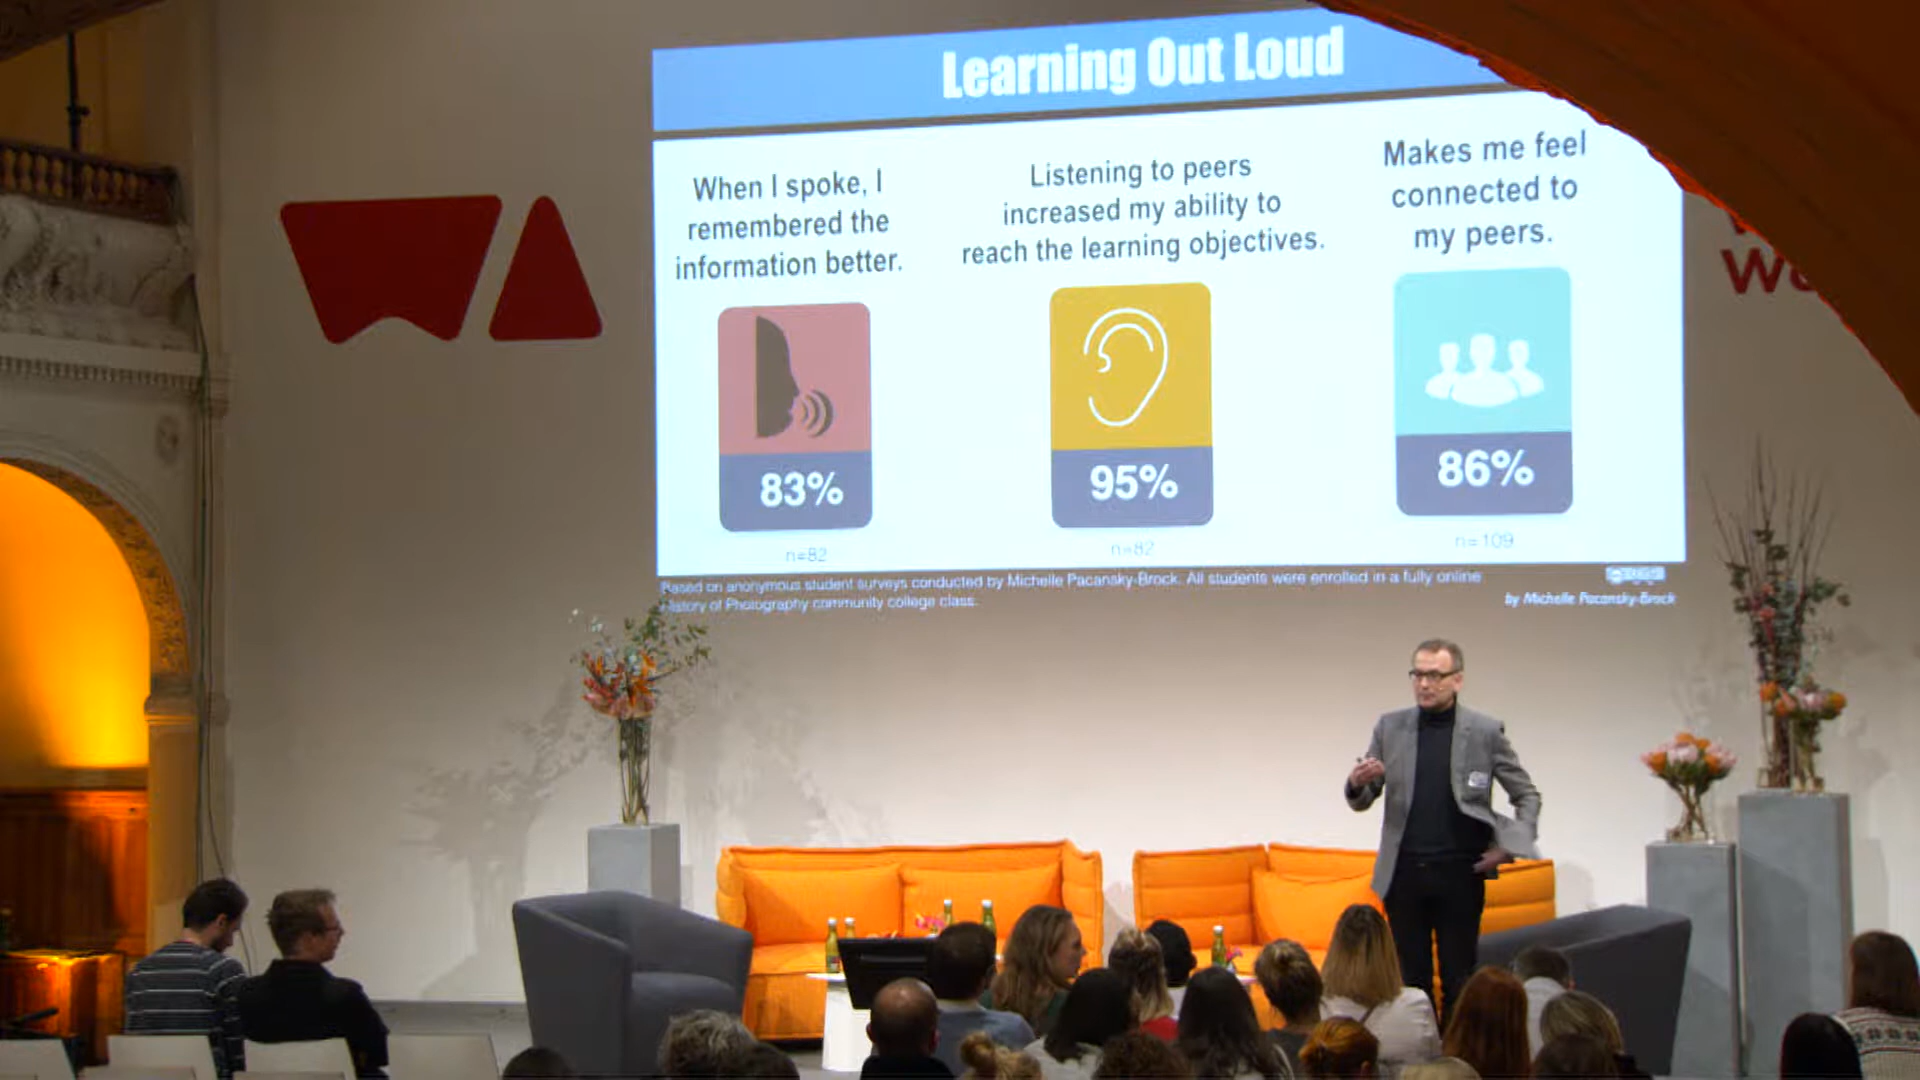 Learning Out Loud
When I spoke, I
remembered the
information better.
83%
n=82
Listening to peers
increased my ability to
reach the learning objectives.
95%
n=82
Makes me feel
connected to
my peers.
86%
n=109
Based on anonymous student surveys conducted by Michelle Pacansky-Brock. All students were enrolled in a fully online
History of Photography community college class.
by Michelle Pacansky-Brock